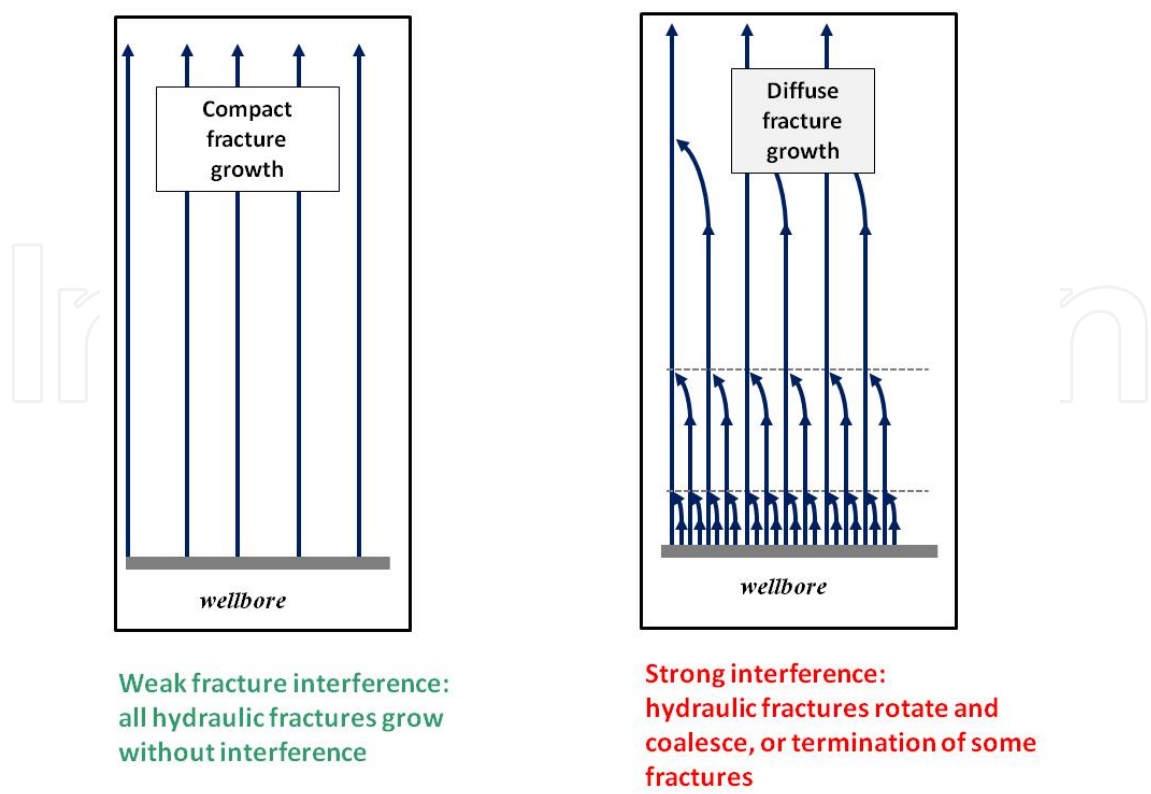 Compact
fracture
growth
wellbore
Weak fracture interference:
all hydraulic fractures grow
without interference
Diffuse
fracture
growth
wellbore
Strong interference:
hydraulic fractures rotate and
coalesce, or termination of some
fractures